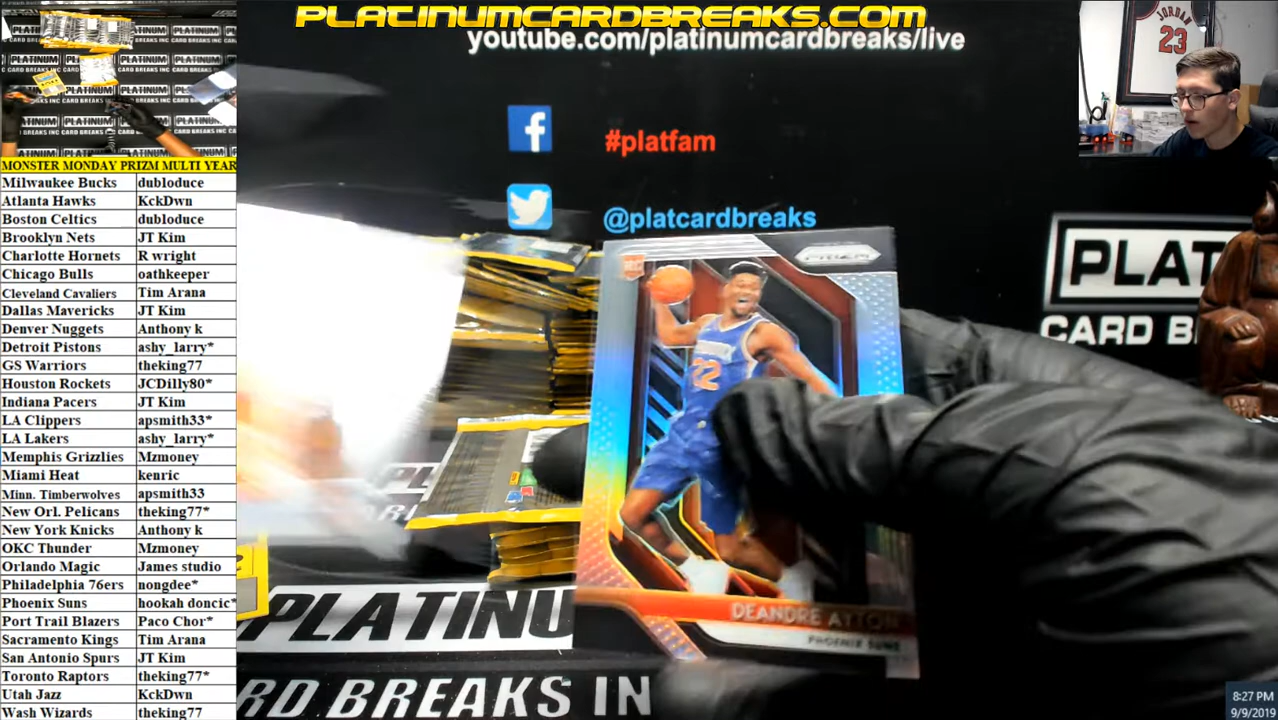 PLATINUMCARDBREAKS.COM
youtube.com/platinumcardbreaks/live
JORDAN
23
#platfam
@platcardbreaks
MONSTER MONDAY PRIZM MULTI YEAR
Milwaukee Bucks dubloduce
Atlanta Hawks KckDwn
Boston Celtics dubloduce
Brooklyn Nets JT Kim
Charlotte Hornets R wright
Chicago Bulls oathkeeper
Cleveland Cavaliers Tim Arana
Dallas Mavericks JT Kim
Denver Nuggets Anthony k
Detroit Pistons ashy_larry*
GS Warriors theking77
Houston Rockets JCDilly80*
Indiana Pacers JT Kim
LA Clippers apsmith33*
LA Lakers ashy_larry*
Memphis Grizzlies Mzmoney
Miami Heat kenric
Minn. Timberwolves apsmith33
New Orl. Pelicans theking77*
New York Knicks Anthony k
OKC Thunder Mzmoney
Orlando Magic James studio
Philadelphia 76ers nongdee*
Phoenix Suns hookah doncic*
Port Trail Blazers Paco Chor*
Sacramento Kings Tim Arana
San Antonio Spurs JT Kim
Toronto Raptors theking77*
Utah Jazz KckDwn
Wash Wizards theking77
PRIZM
RC
22
DEANDRE AYTON
PHOENIX SUNS
PLAT
CARD B
PLATINU
RD BREAKS IN
8:27 PM
9/9/2019